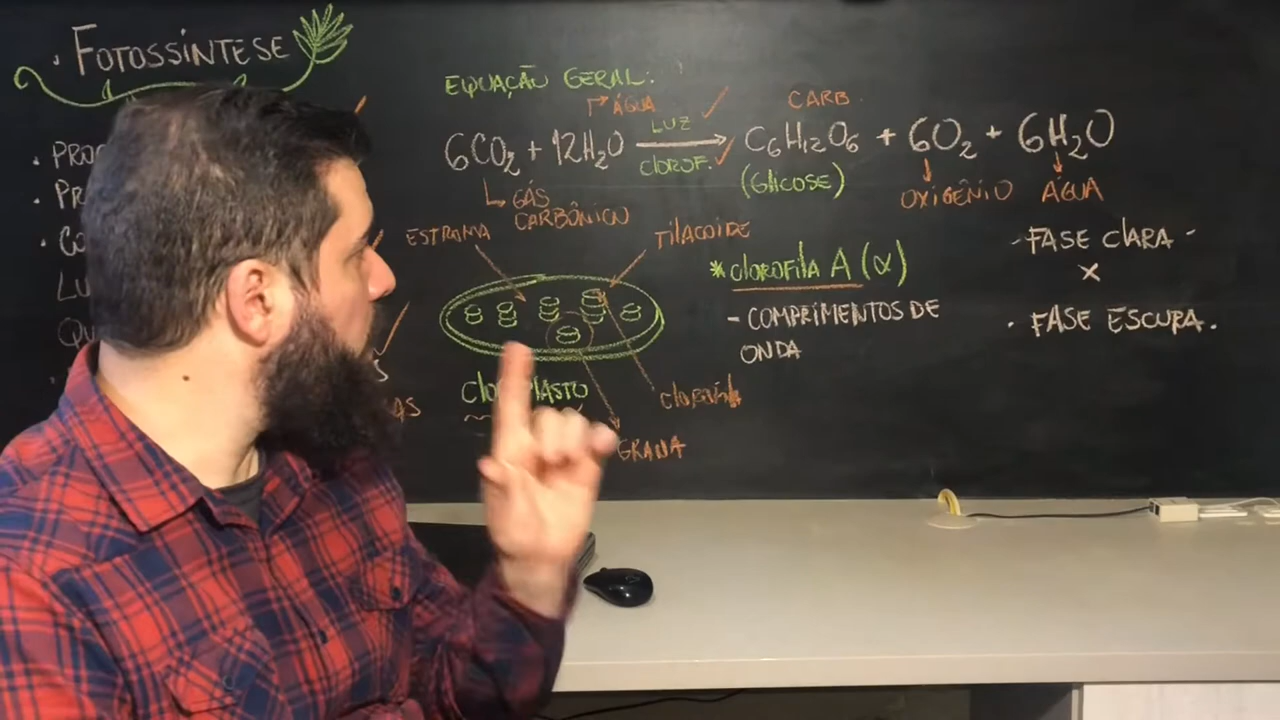 • FOTOSSÍNTESE
EQUAÇÃO GERAL:
ÁGUA
LUZ
CARB.
6CO₂ + 12H₂O → C₆H₁₂O₆ + 6O₂ + 6H₂O
CLOROF.
(GLICOSE)
GÁS
CARBÔNICO
OXIGÊNIO
ÁGUA
ESTROMA
TILACOIDE
- FASE CLARA -
X
• FASE ESCURA.
* CLOROFILA A (α)
- COMPRIMENTOS DE
ONDA
GRANA